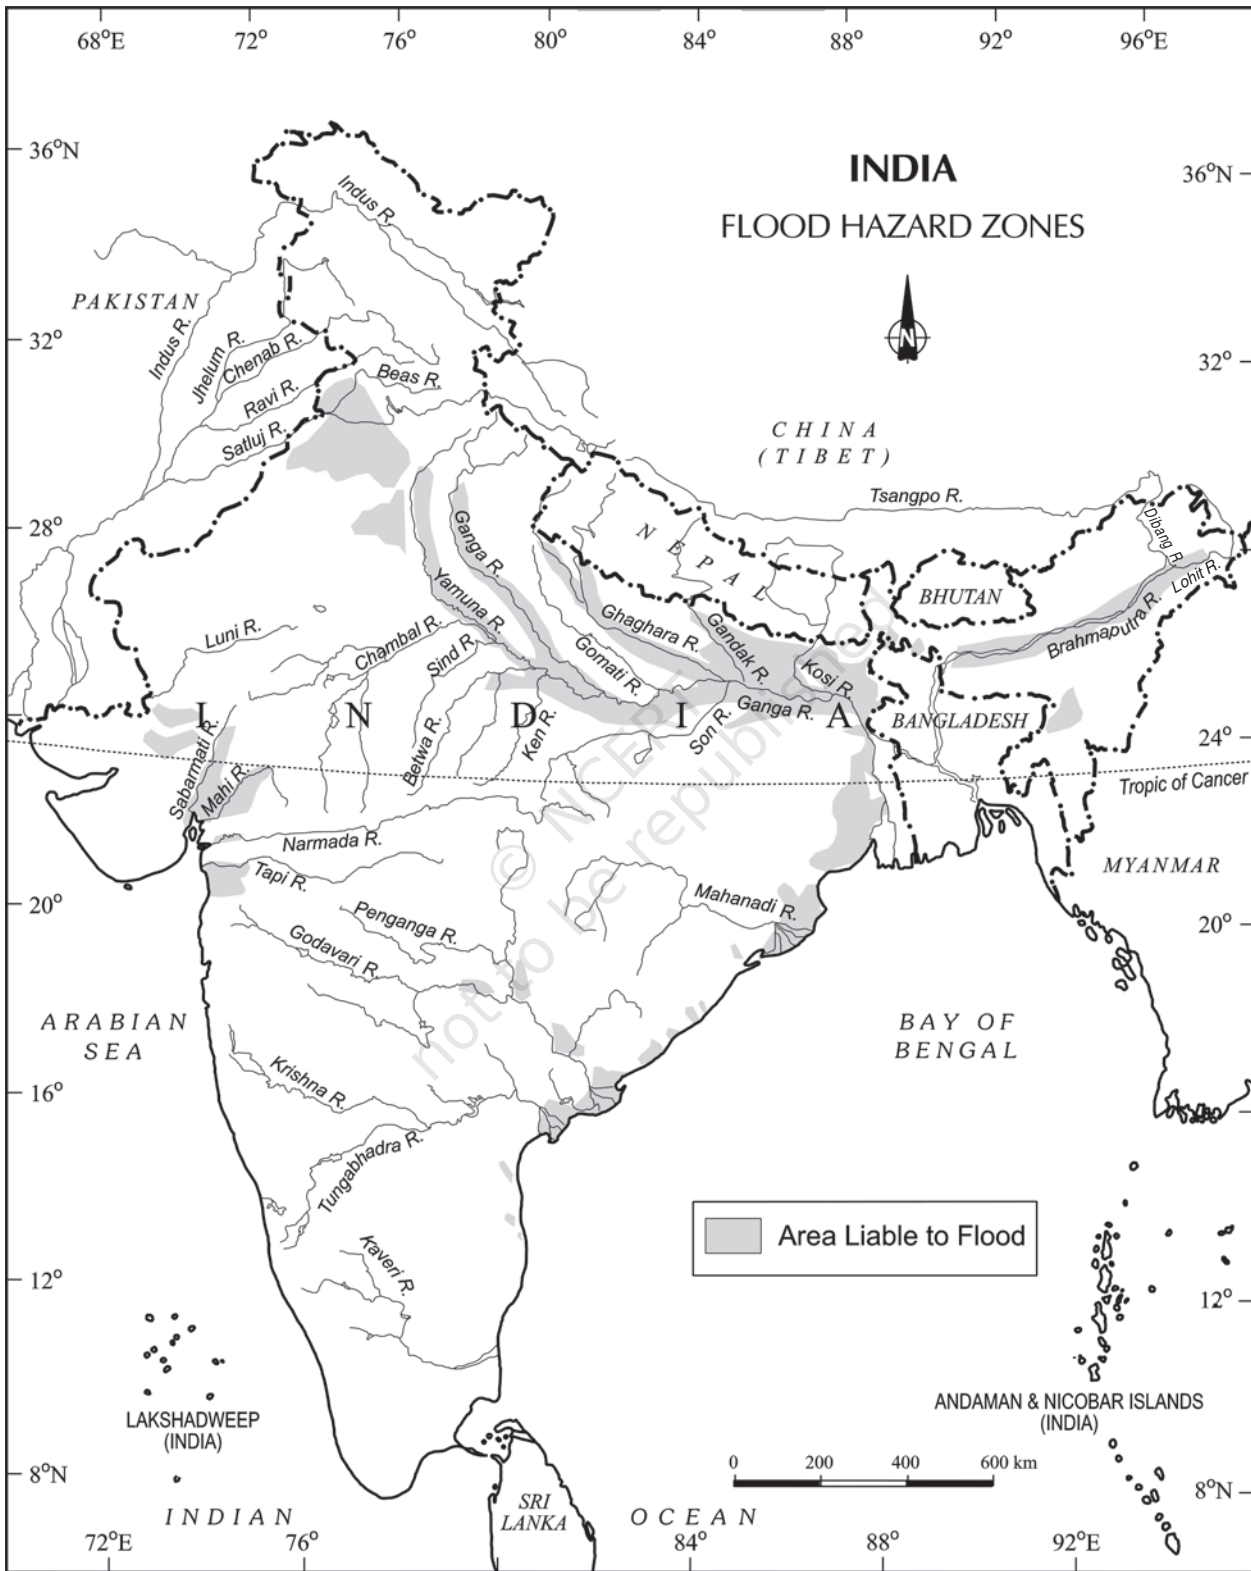 68°E 72° 76° 80° 84° 88° 92° 96°E
36°N
36°N
INDIA
FLOOD HAZARD ZONES
N
Indus R.
PAKISTAN
Indus R.
Jhelum R.
Chenab R.
Ravi R.
Satluj R.
Beas R.
32°
32°
CHINA
(TIBET)
Tsangpo R.
Dibang R.
Lohit R.
Brahmaputra R.
28°
NEPAL
BHUTAN
Ganga R.
Yamuna R.
Ghaghara R.
Gomati R.
Gandak R.
Kosi R.
Ganga R.
Son R.
Luni R.
Chambal R.
Sind R.
Betwa R.
Ken R.
INDIA
BANGLADESH
24°
24°
Tropic of Cancer
Sabarmati R.
Mahi R.
Narmada R.
Tapi R.
MYANMAR
20°
20°
Mahanadi R.
Penganga R.
Godavari R.
© NCERT
not to be republished
ARABIAN
SEA
BAY OF
BENGAL
Krishna R.
16°
Tungabhadra R.
Area Liable to Flood
Kaveri R.
12°
12°
LAKSHADWEEP
(INDIA)
ANDAMAN & NICOBAR ISLANDS
(INDIA)
0 200 400 600 km
8°N
8°N
SRI
LANKA
INDIAN OCEAN
72°E 76° 84° 88° 92°E